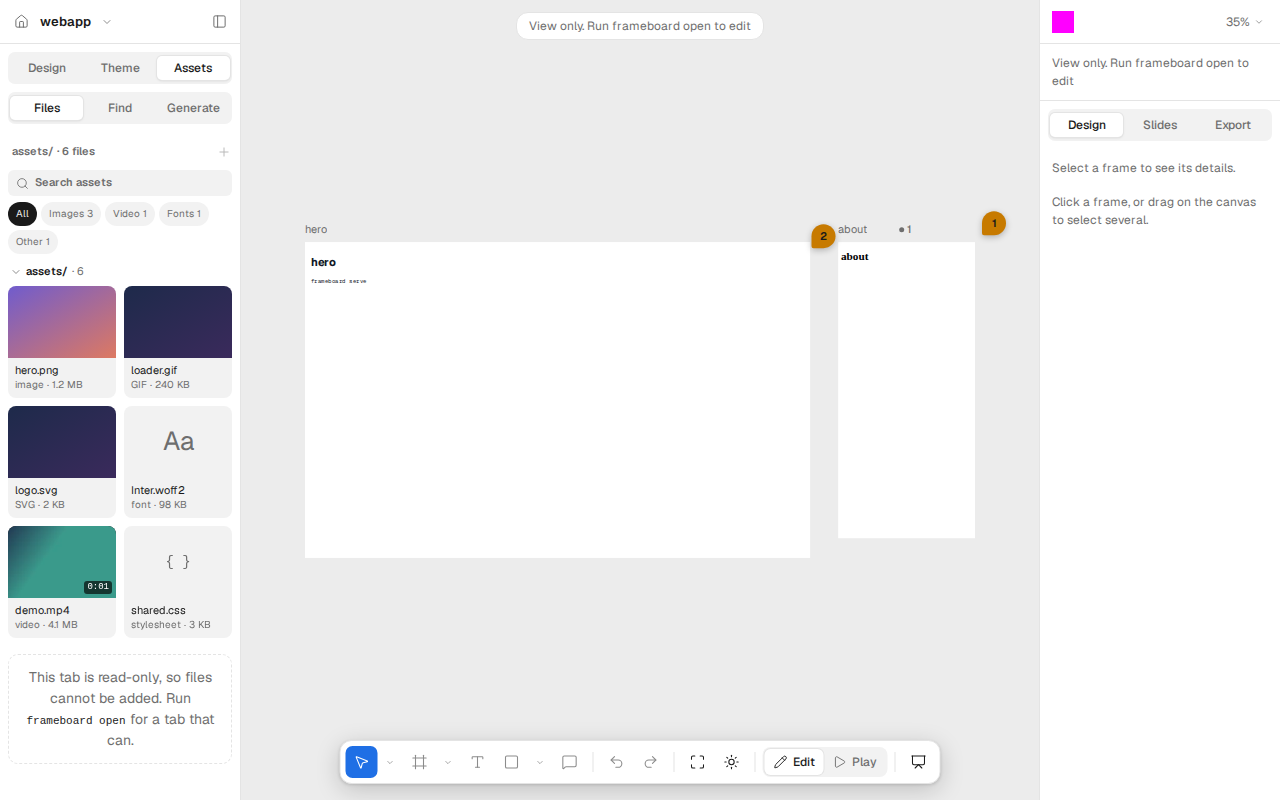 webapp
View only. Run frameboard open to edit
35%
Design Theme Assets
Files Find Generate
View only. Run frameboard open to
edit
Design Slides Export
assets/ · 6 files
Search assets
All Images 3 Video 1 Fonts 1
Other 1
assets/ · 6
hero.png
image · 1.2 MB
loader.gif
GIF · 240 KB
logo.svg
SVG · 2 KB
Aa
Inter.woff2
font · 98 KB
0:01
demo.mp4
video · 4.1 MB
{ }
shared.css
stylesheet · 3 KB
This tab is read-only, so files
cannot be added. Run
frameboard open for a tab that
can.
hero
2
about
1
1
hero
frameboard serve
about
Select a frame to see its details.
Click a frame, or drag on the canvas
to select several.
Edit Play